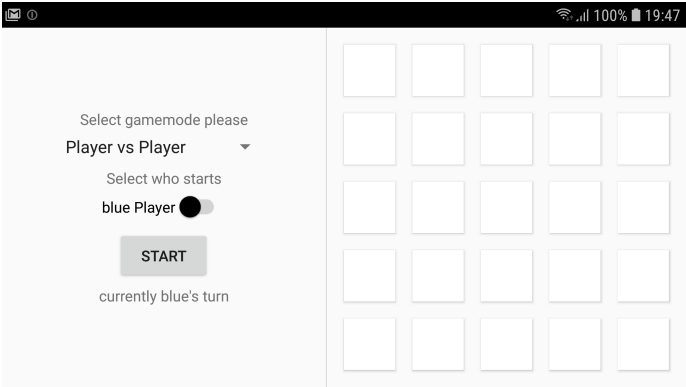 100% 19:47
Select gamemode please
Player vs Player
Select who starts
blue Player
START
currently blue's turn